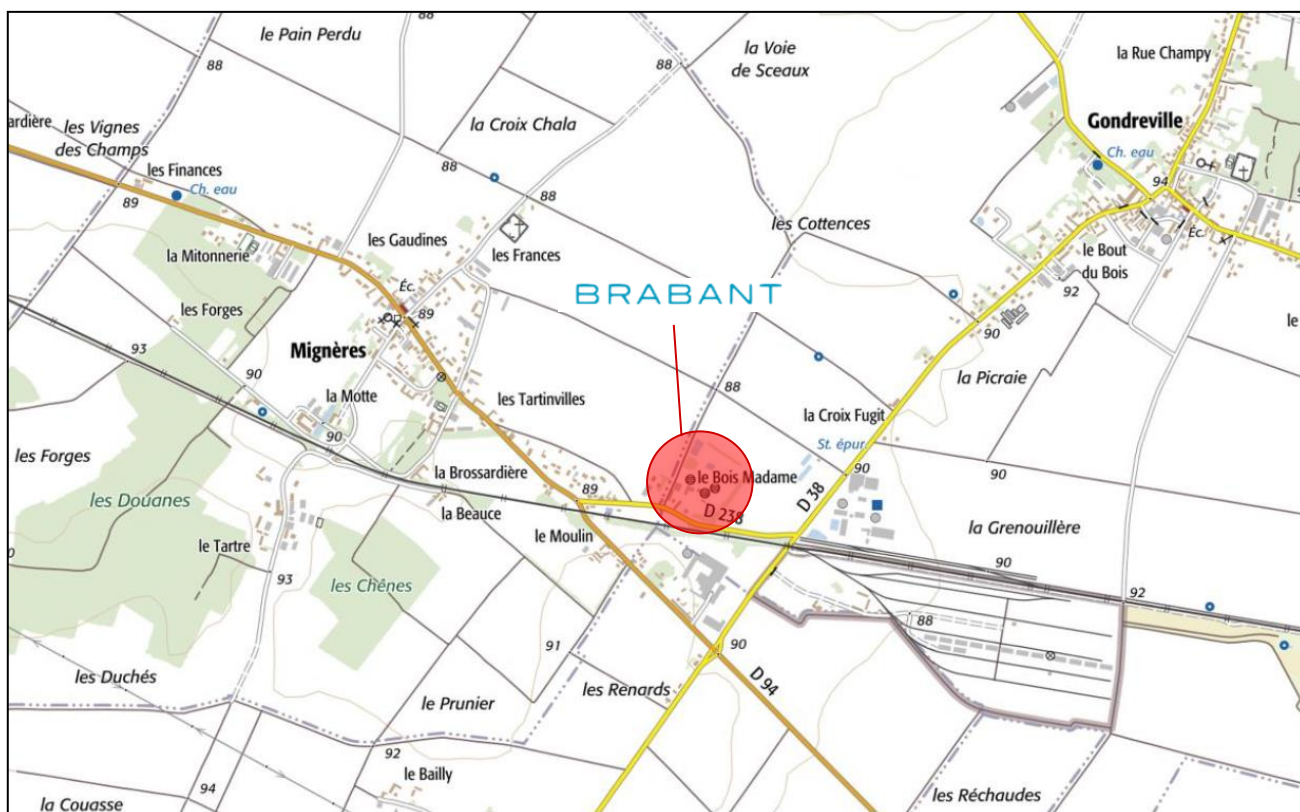 le Pain Perdu
88
88
88
la Voie
de Sceaux
la Rue Champy
ardière
les Vignes
des Champs
la Croix Chala
Gondreville
Ch. eau
les Finances
Ch. eau
88
94
89
88
la Mitonnerie
les Gaudines
les Frances
les Cottences
Éc.
le Bout
du Bois
92
Éc.
BRABANT
les Forges
89
90
le
93
Mignères
90
la Motte
les Tartinvilles
88
la Picraie
la Croix Fugit
90
St. épur.
les Forges
la Brossardière
le Bois Madame
90
90
les Douanes
la Beauce
89
D 238
D 38
la Grenouillère
le Tartre
le Moulin
90
93
les Chênes
92
88
91
90
les Duchés
les Renards
D 94
le Prunier
92
le Bailly
94
la Couasse
les Réchaudes